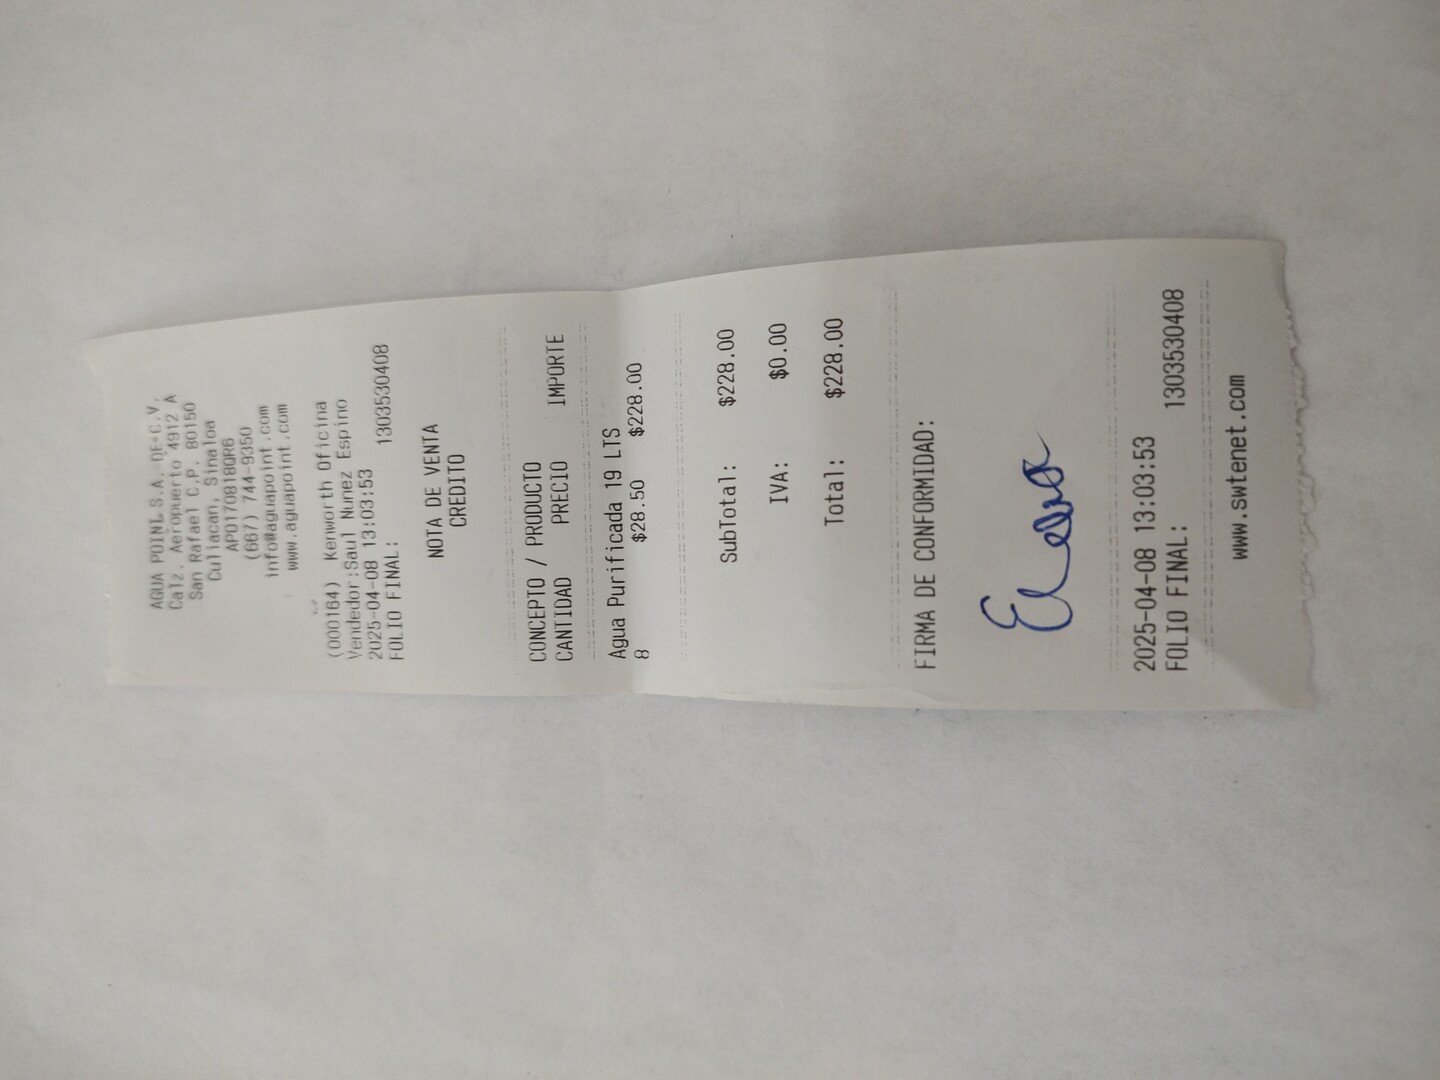 AGUA POINT S.A. DE C.V.
Calz. Aeropuerto 4912 A
San Rafael C.P. 80150
Culiacan, Sinaloa
APO170818QR6
(667) 744-9350
info@aguapoint.com
www.aguapoint.com
(000164) Kenworth Oficina
Vendedor:Saul Nunez Espino
2025-04-08 13:03:53
FOLIO FINAL: 1303530408
NOTA DE VENTA
CREDITO
CONCEPTO / PRODUCTO
CANTIDAD PRECIO IMPORTE
Agua Purificada 19 LTS
8 $28.50 $228.00
SubTotal: $228.00
IVA: $0.00
Total: $228.00
FIRMA DE CONFORMIDAD:
Elena
2025-04-08 13:03:53
FOLIO FINAL: 1303530408
www.swtenet.com